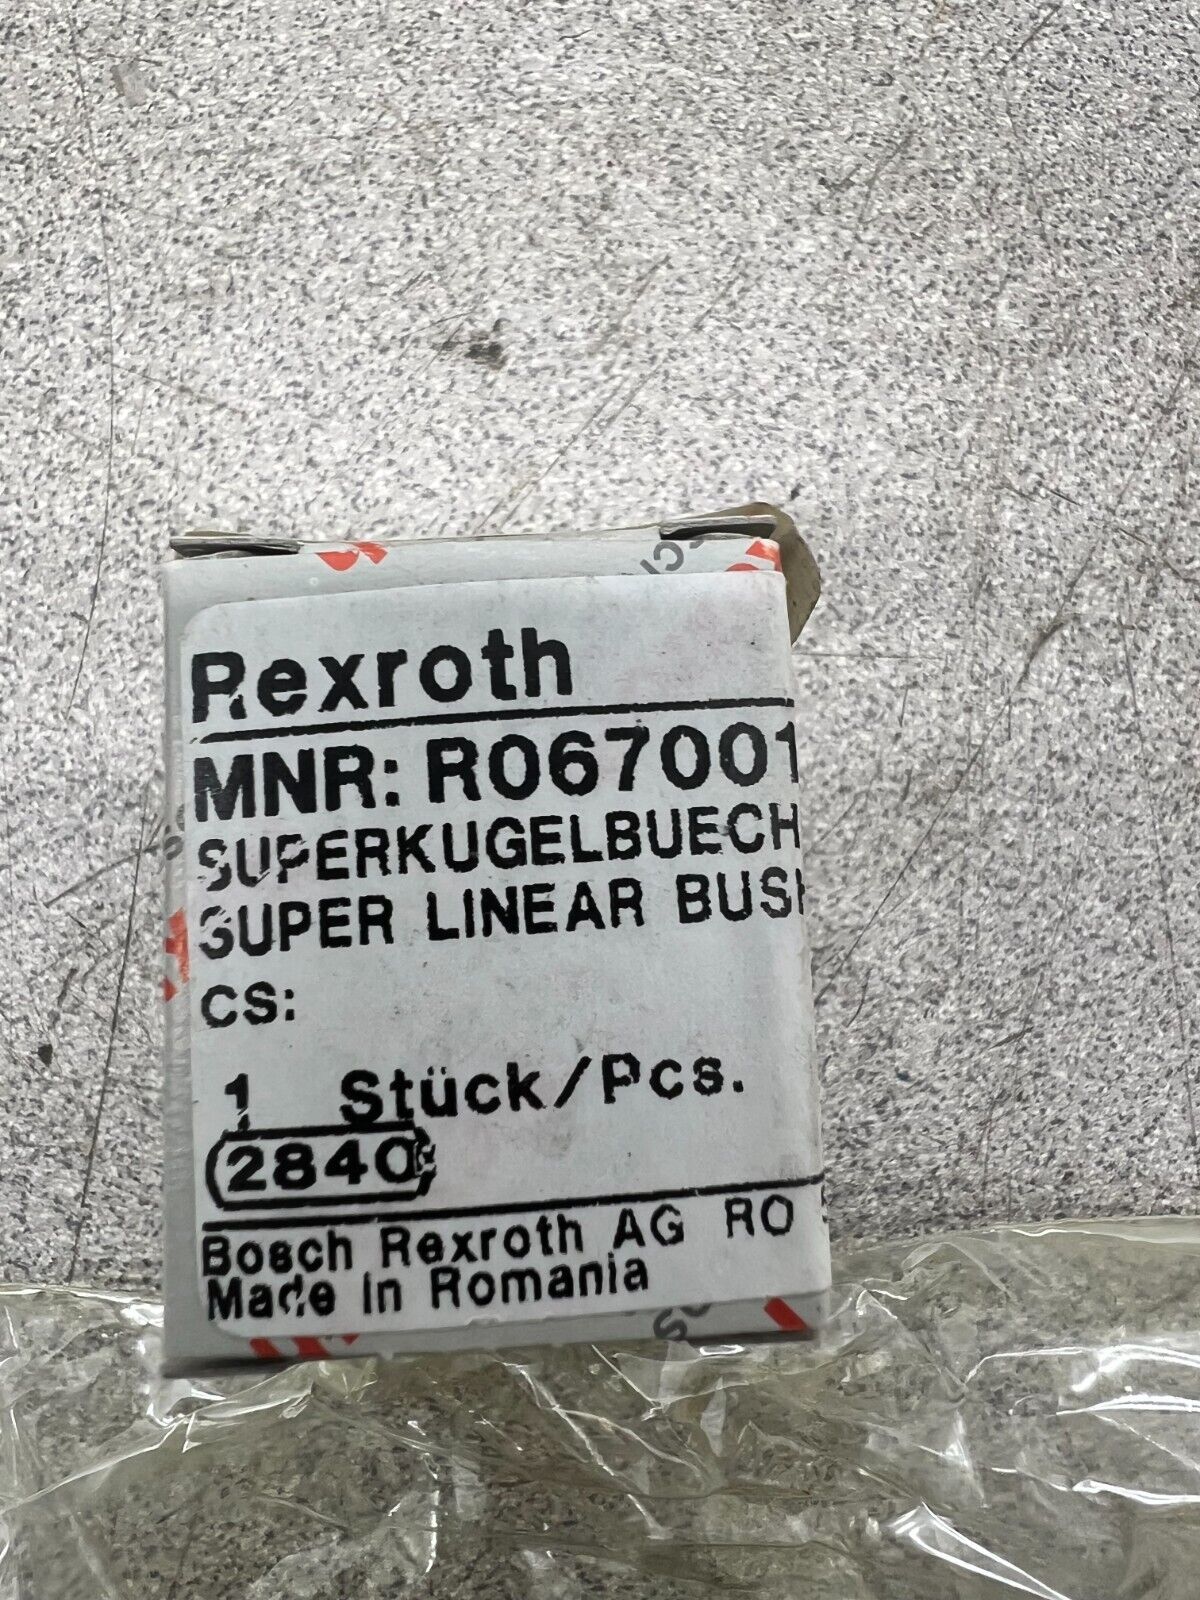 Rexroth
MNR: R067001
SUPERKUGELBUECH
SUPER LINEAR BUSH
CS:
1 Stück/Pcs.
2840
Bosch Rexroth AG RO
Made in Romania